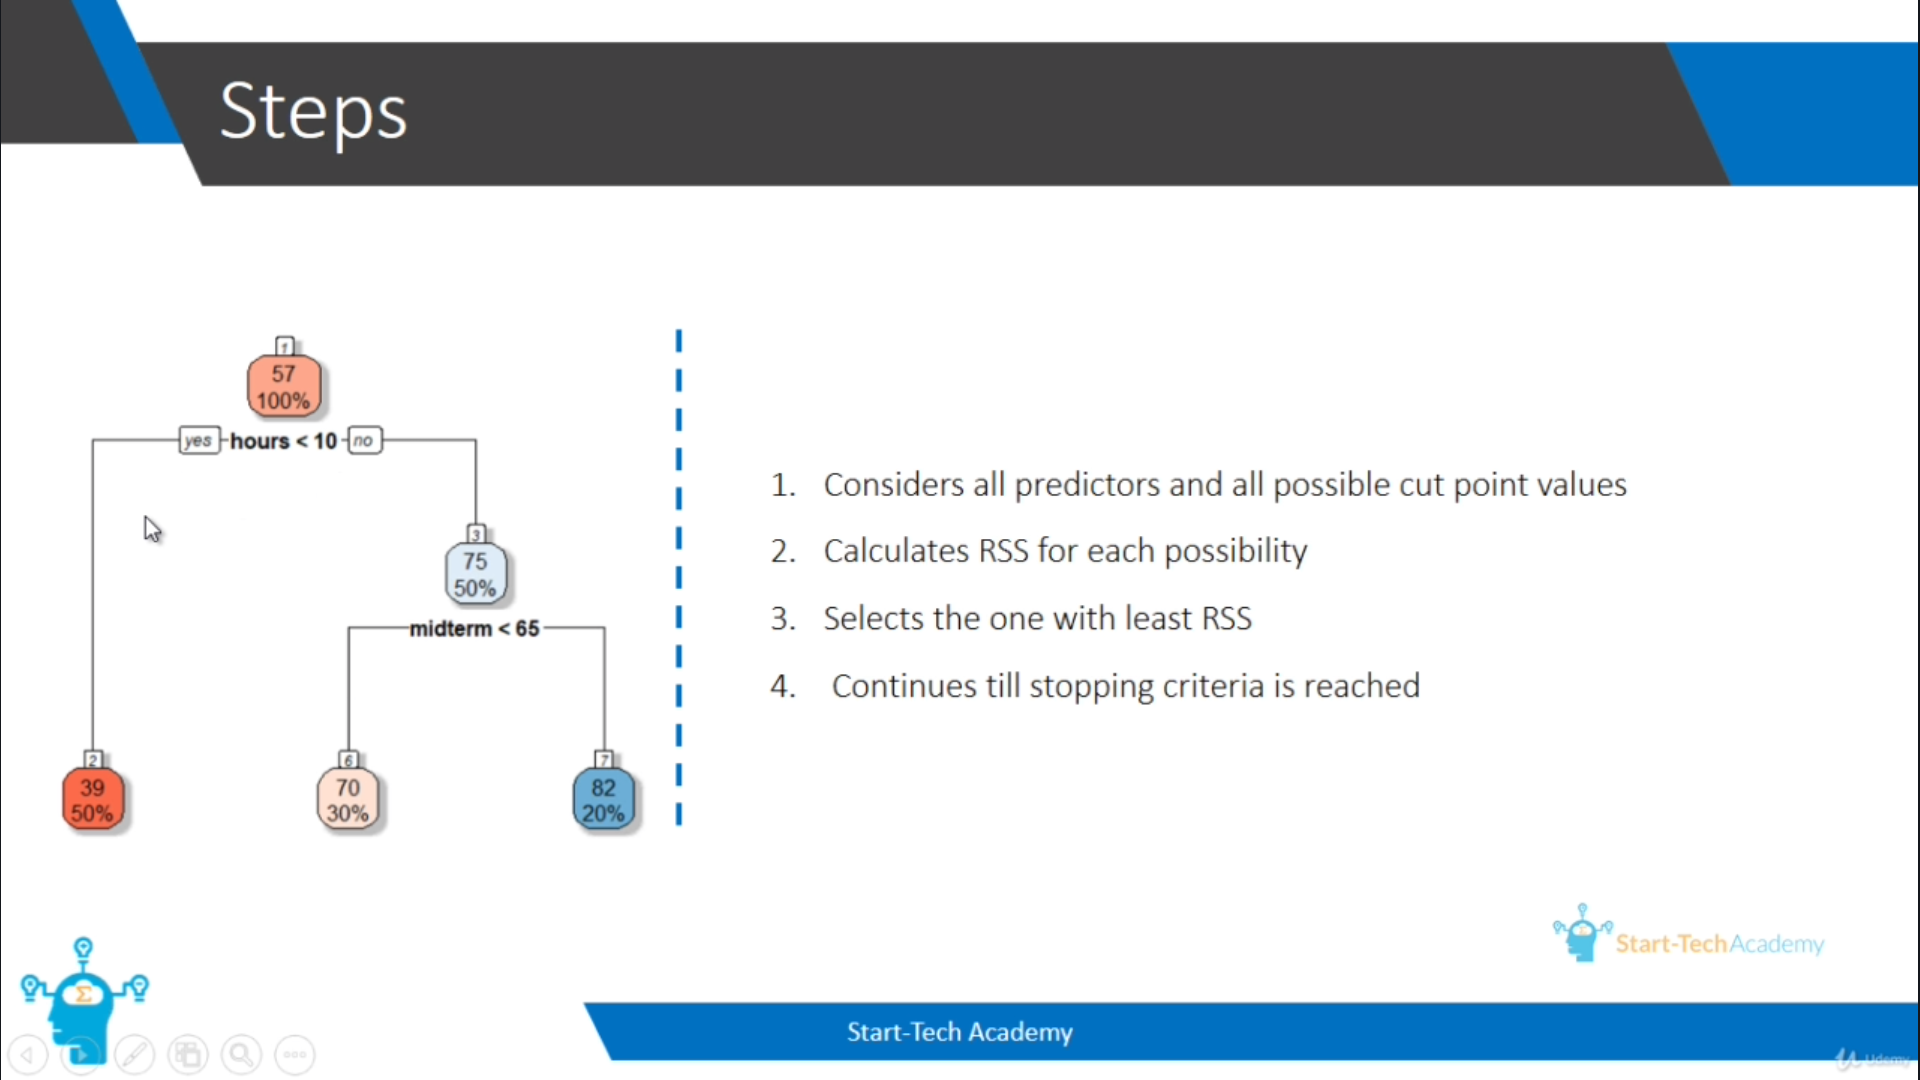 Steps
1
57
100%
yes hours < 10 no
3
75
50%
midterm < 65
2
39
50%
6
70
30%
7
82
20%
1. Considers all predictors and all possible cut point values
2. Calculates RSS for each possibility
3. Selects the one with least RSS
4. Continues till stopping criteria is reached
Σ
Start-Tech Academy
Start-Tech Academy
Udemy